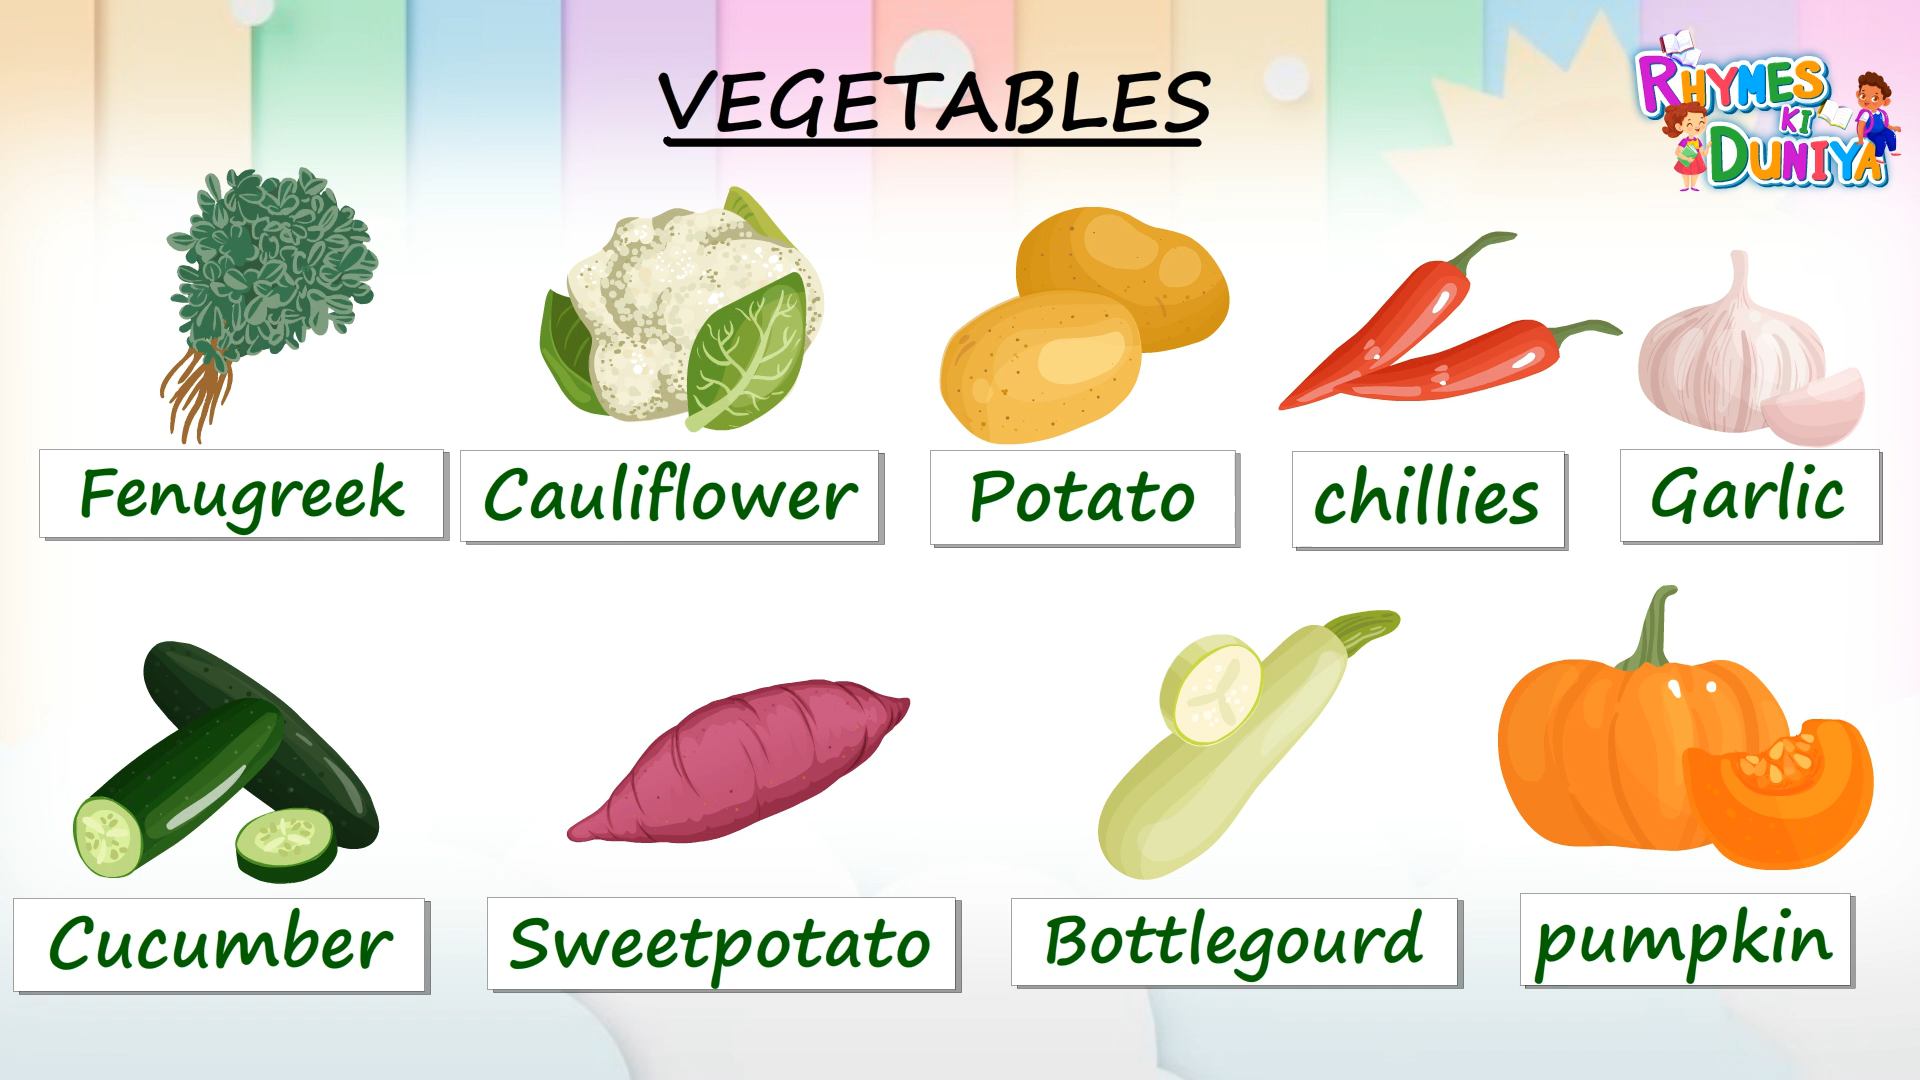 VEGETABLES
RHYMES
KI
DUNIYA
Fenugreek
Cauliflower
Potato
chillies
Garlic
Cucumber
Sweetpotato
Bottlegourd
pumpkin